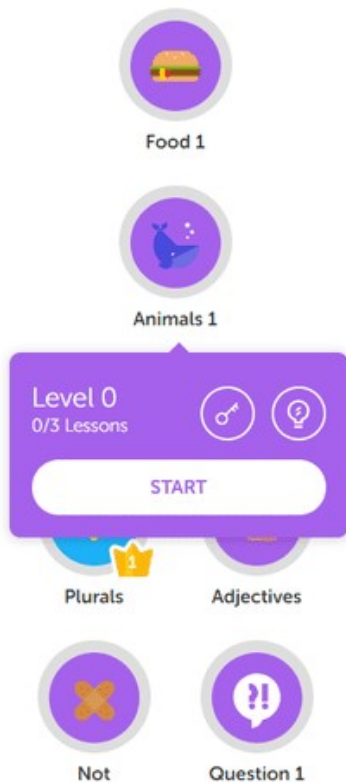 Food 1
Animals 1
Level 0
0/3 Lessons
START
1
Plurals
Adjectives
?!
Not
Question 1